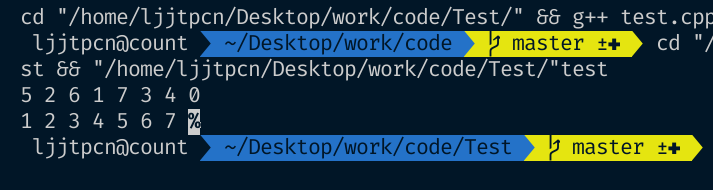 cd "/home/ljjtpcn/Desktop/work/code/Test/" && g++ test.cpp
ljjtpcn@count ~/Desktop/work/code master ±✚ cd "/
st && "/home/ljjtpcn/Desktop/work/code/Test/"test
5 2 6 1 7 3 4 0
1 2 3 4 5 6 7 %
ljjtpcn@count ~/Desktop/work/code/Test master ±✚